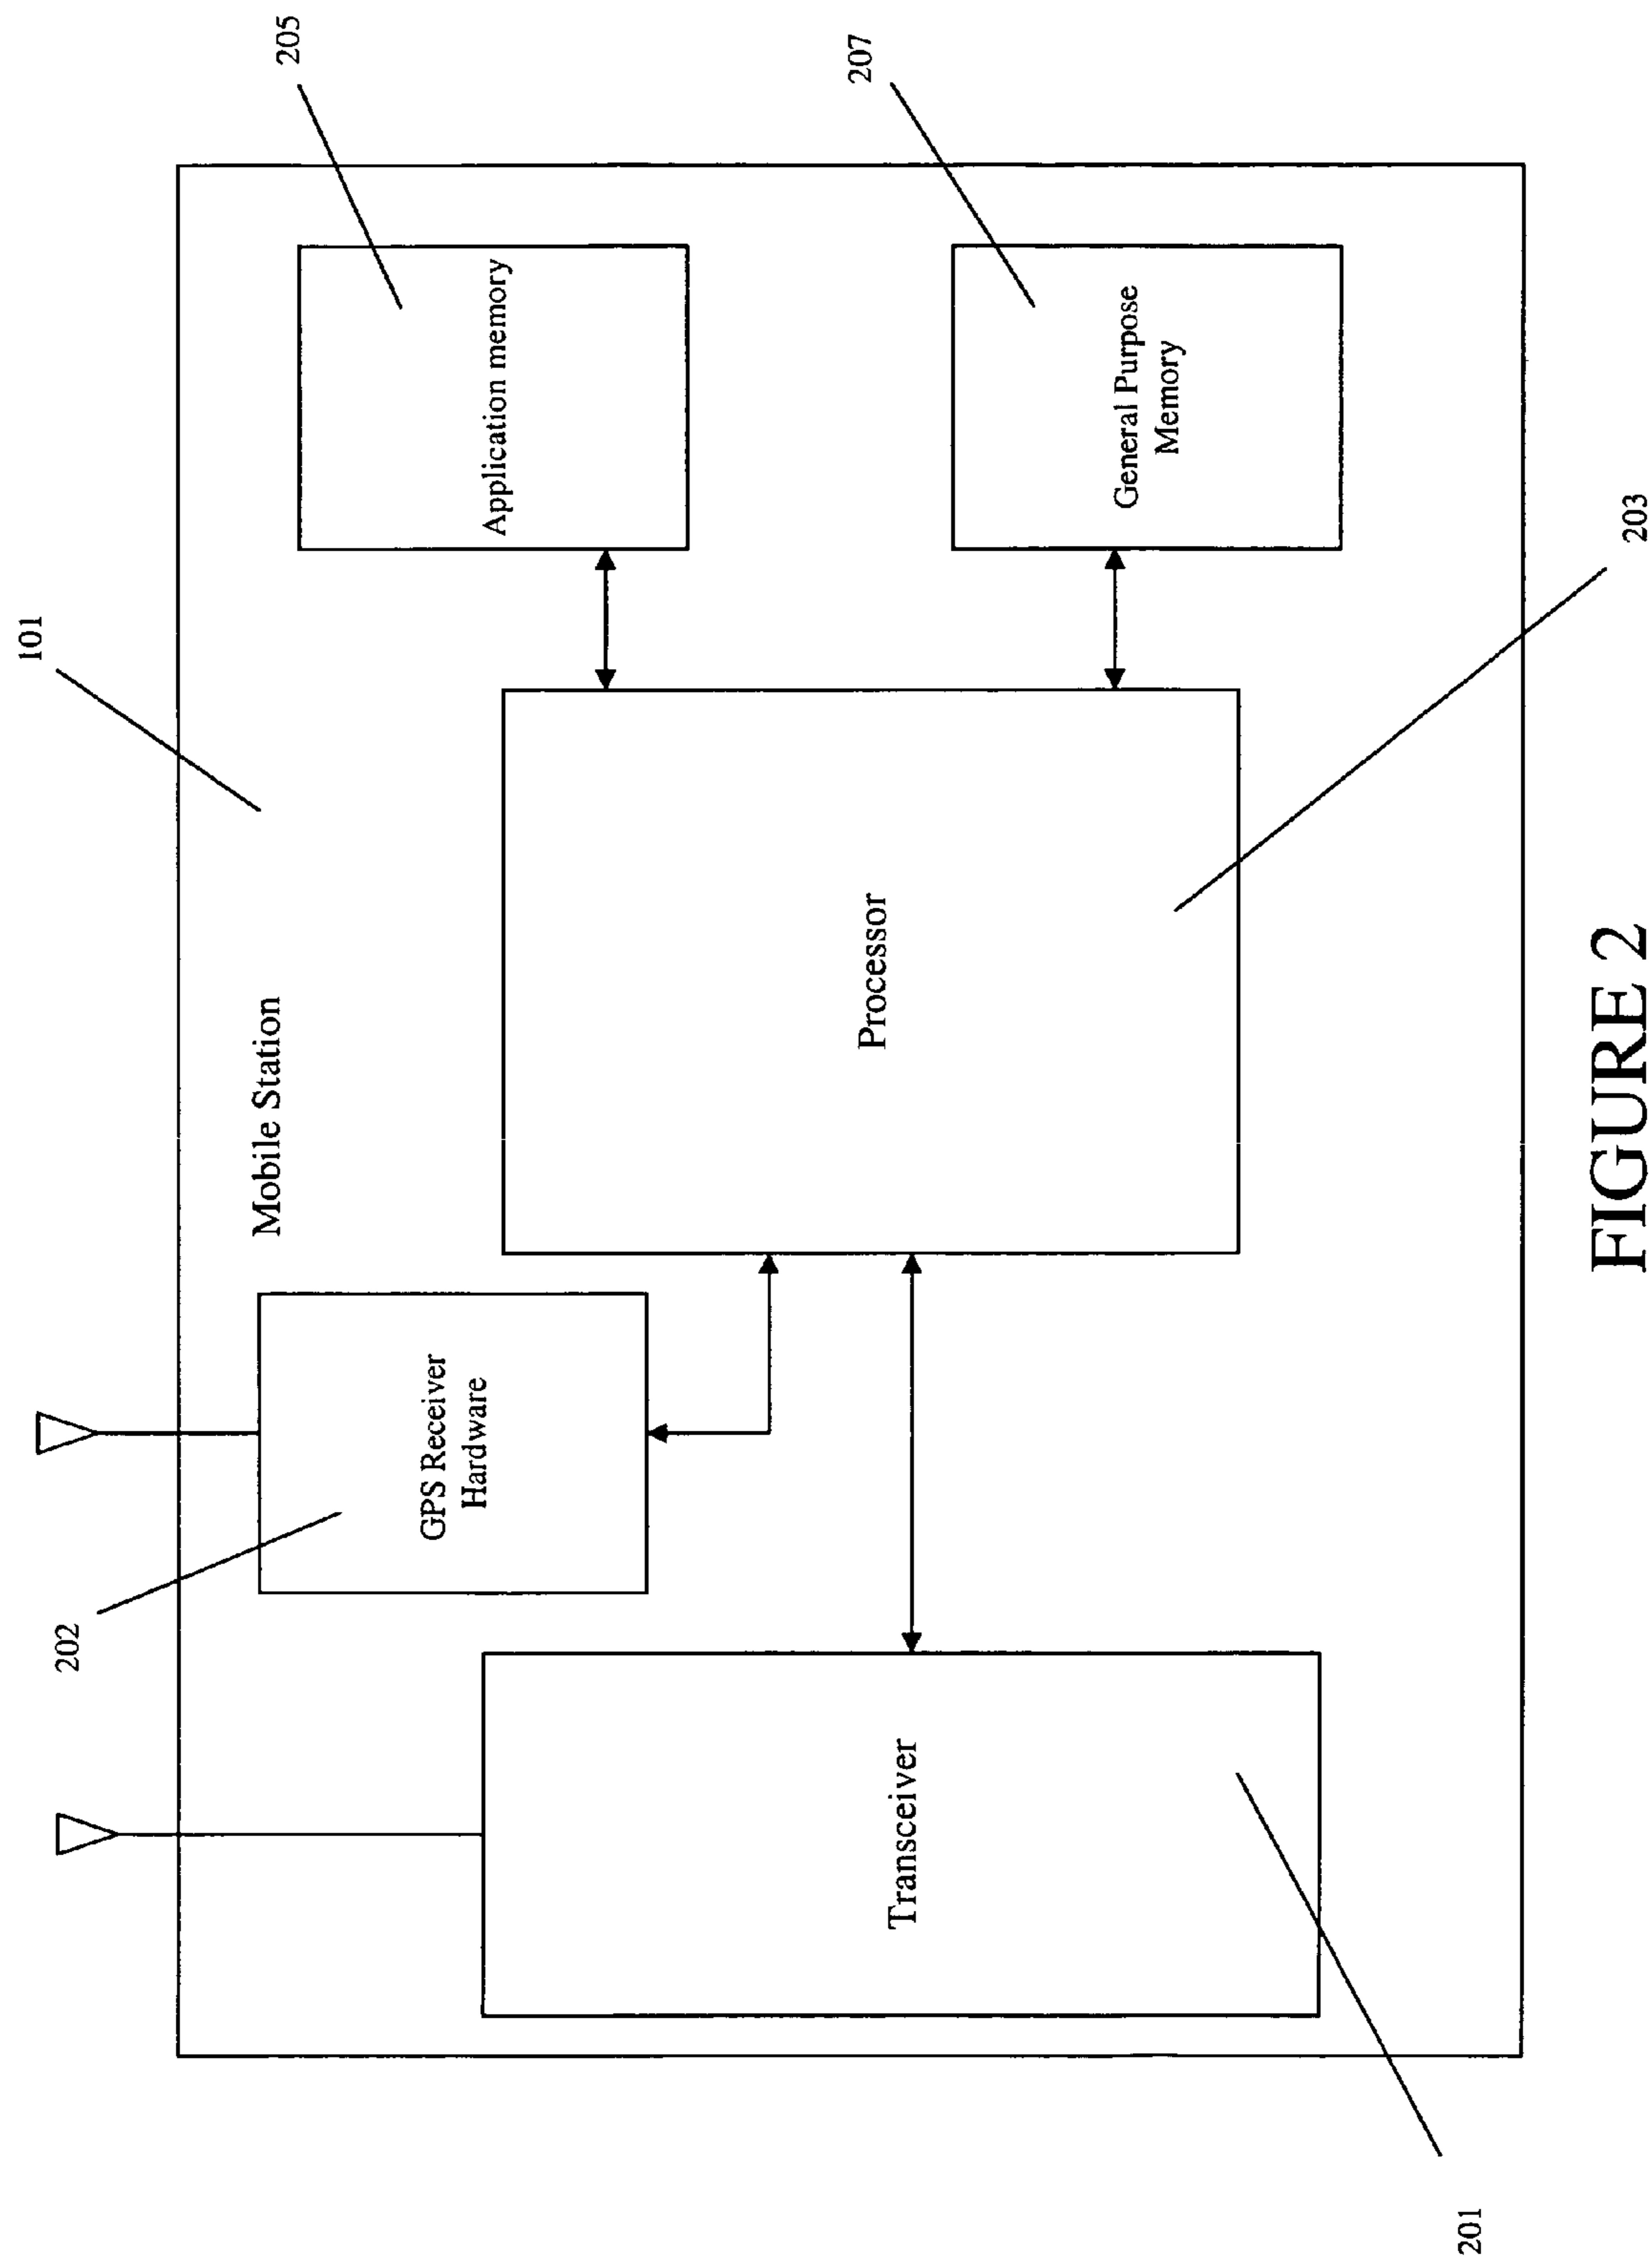 101
205
202
Mobile Station
GPS Receiver
Hardware
Application memory
207
Transceiver
Processor
General Purpose
Memory
201
203
FIGURE 2